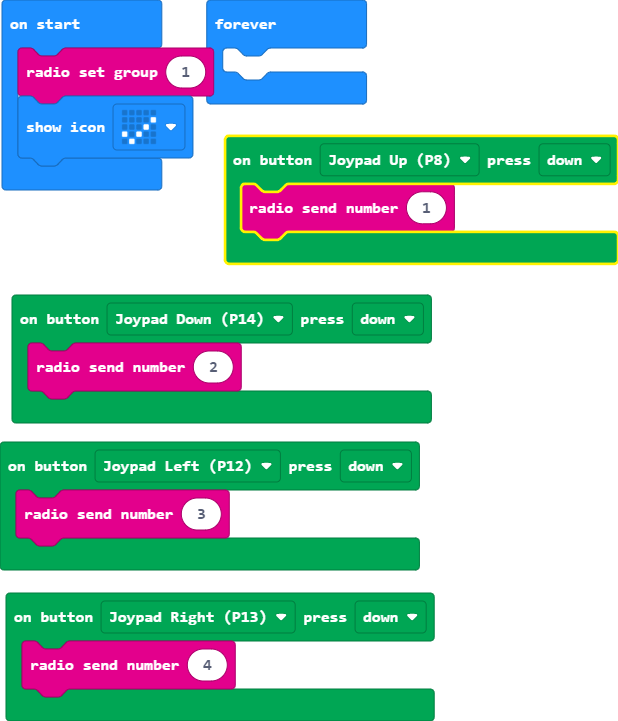 on start
radio set group 1
show icon
forever
on button Joypad Up (P8) press down
radio send number 1
on button Joypad Down (P14) press down
radio send number 2
on button Joypad Left (P12) press down
radio send number 3
on button Joypad Right (P13) press down
radio send number 4